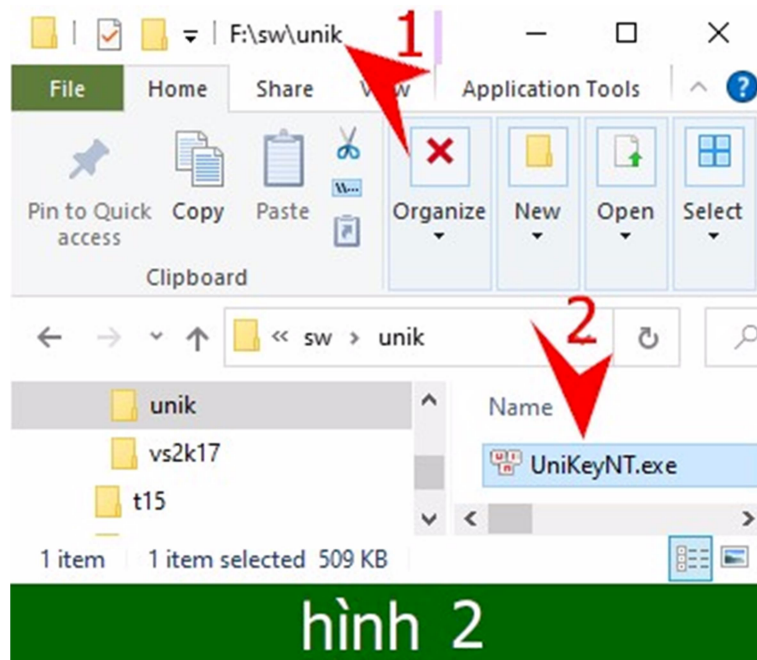 F:\sw\unik 1
File Home Share View Application Tools
Pin to Quick access Copy Paste Organize New Open Select
Clipboard
« sw › unik 2
unik
Name
vs2k17
UniKeyNT.exe
t15
1 item 1 item selected 509 KB
hình 2